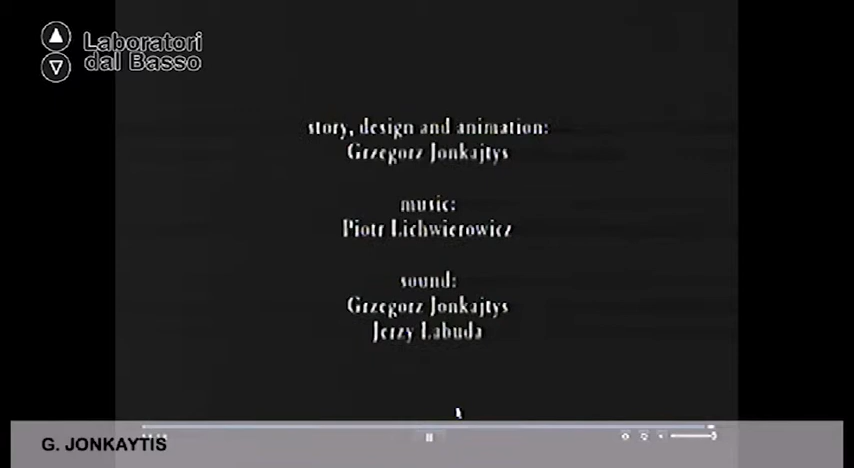 Laboratori
dal Basso
story, design and animation:
Grzegorz Jonkajtys
music:
Piotr Lichwierowicz
sound:
Grzegorz Jonkajtys
Jerzy Labuda
G. JONKAYTIS